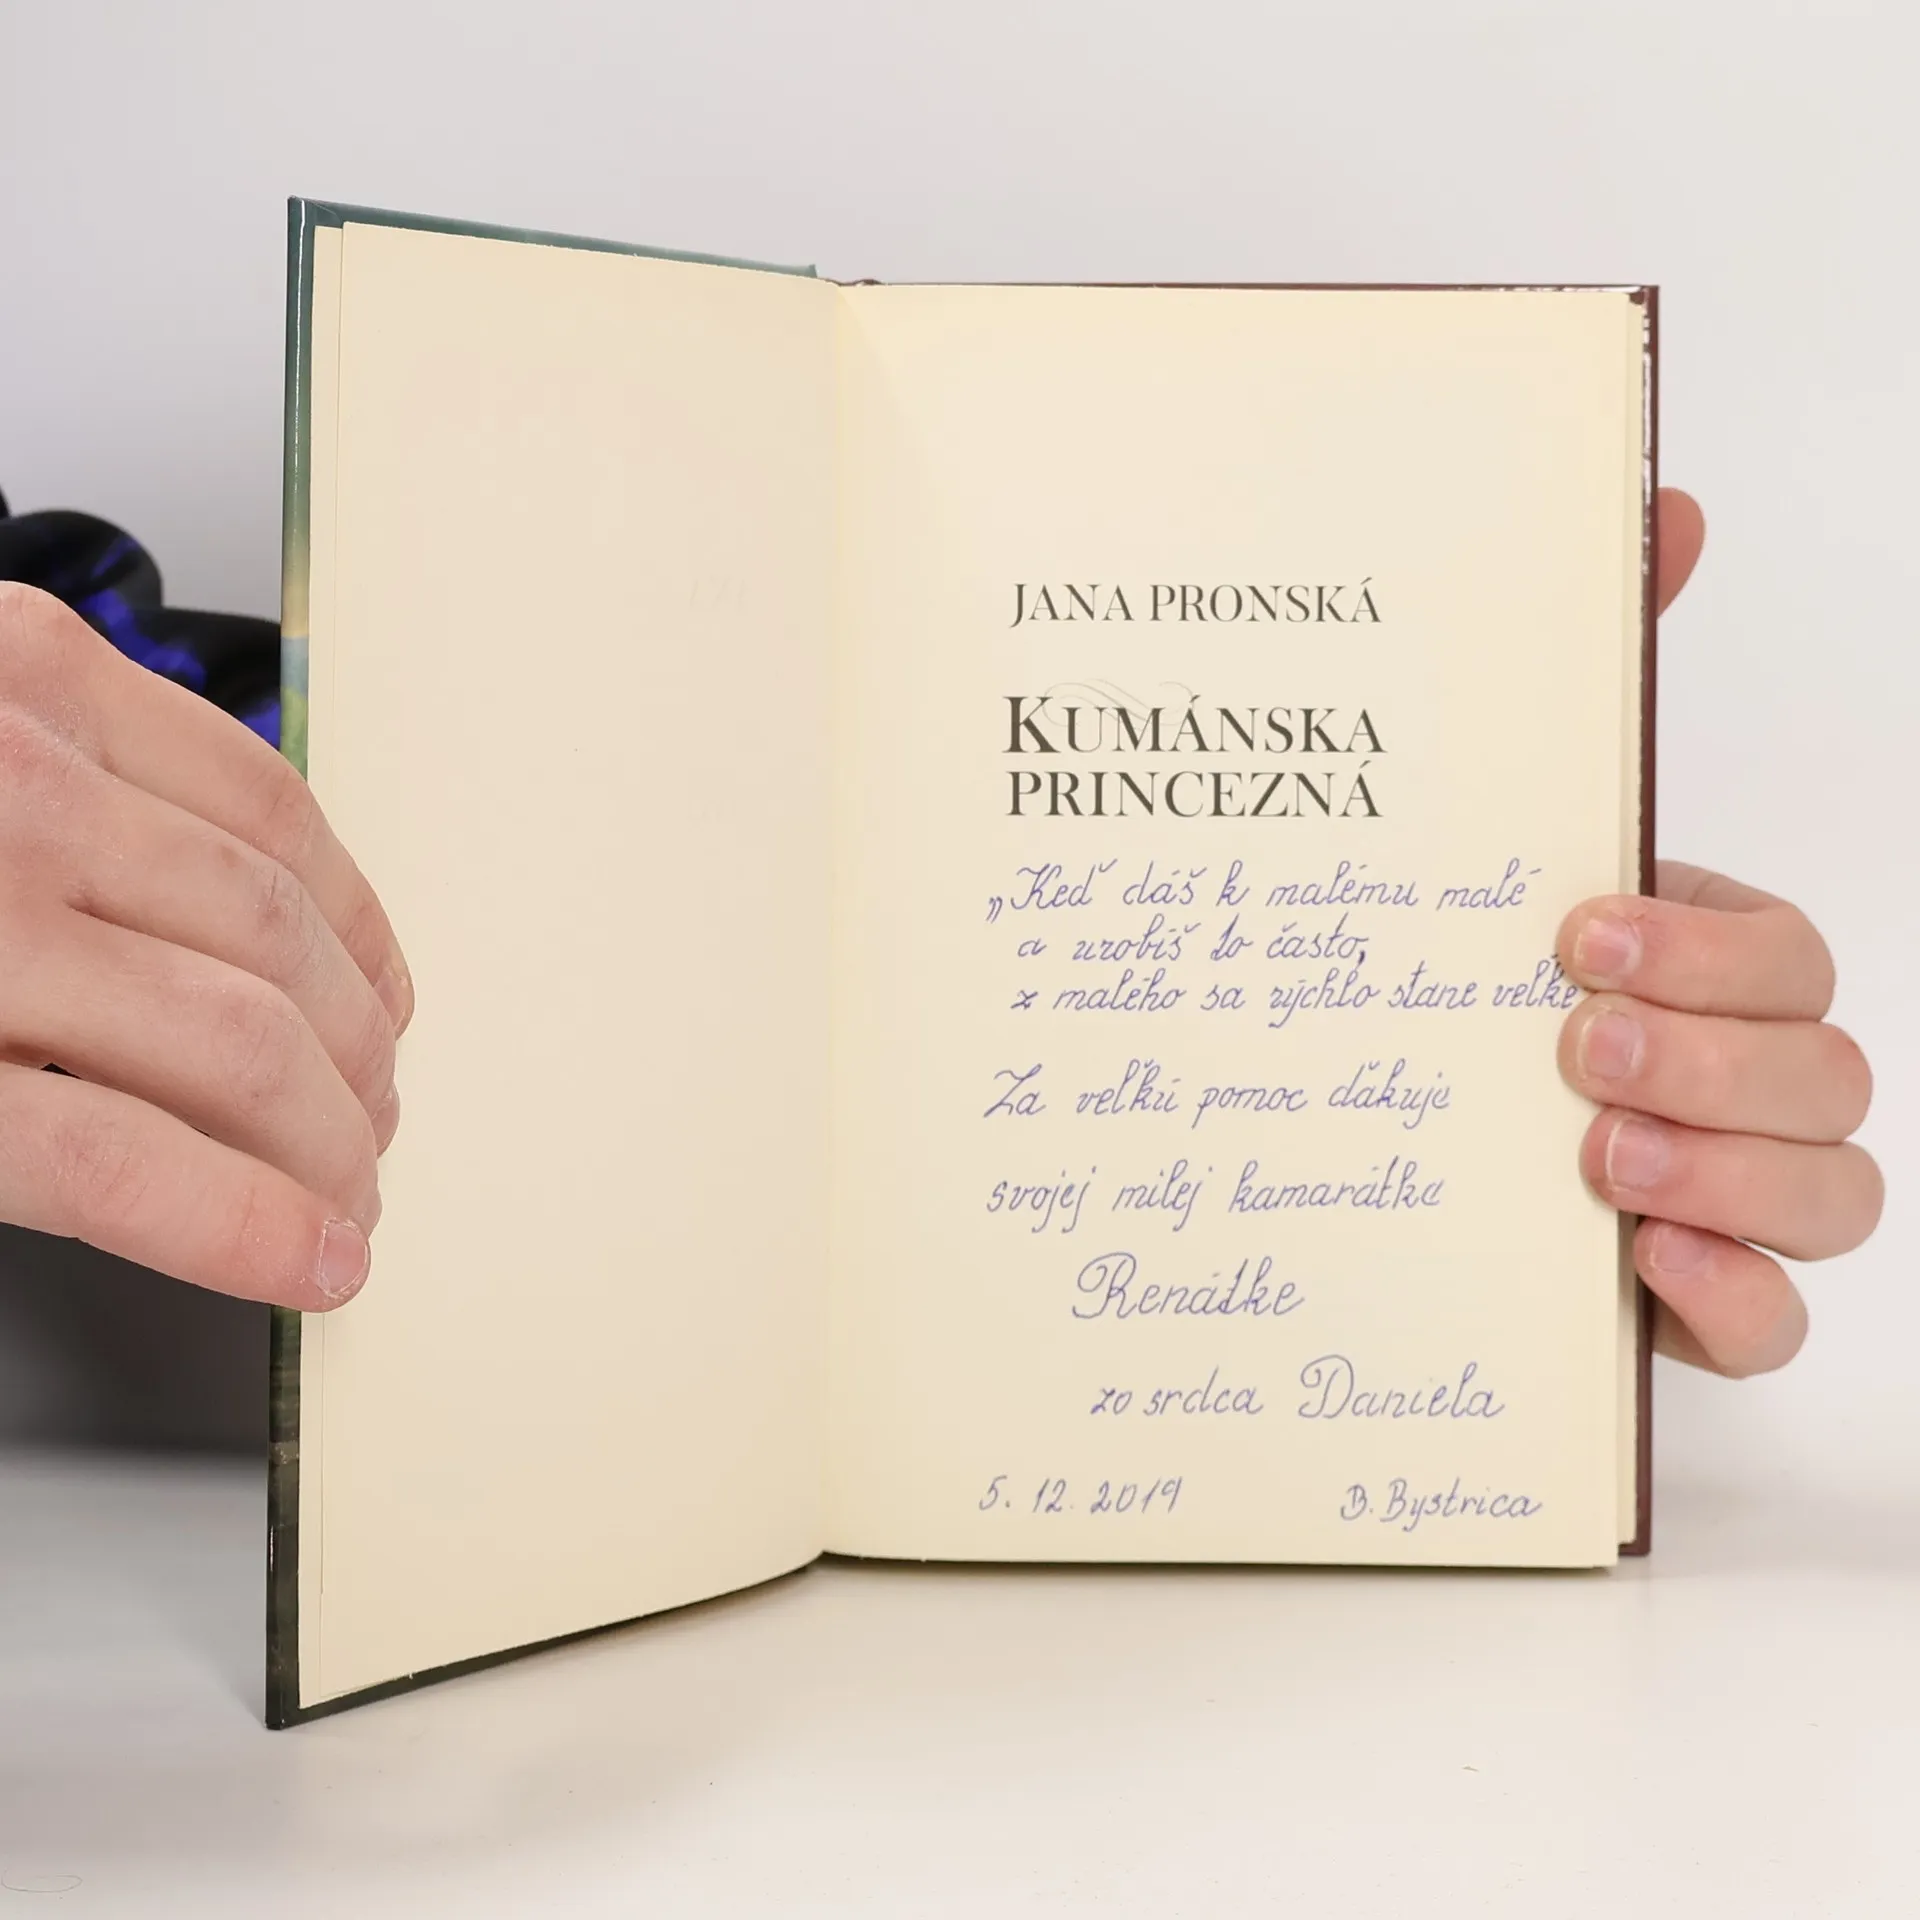 JANA PRONSKÁ
KUMÁNSKA
PRINCEZNÁ
„Keď dáš k malému malé
a urobíš to často,
z malého sa rýchlo stane veľké
Za veľkú pomoc ďakuje
svojej milej kamarátke
Renátke
zo srdca Daniela
5. 12. 2019 B. Bystrica